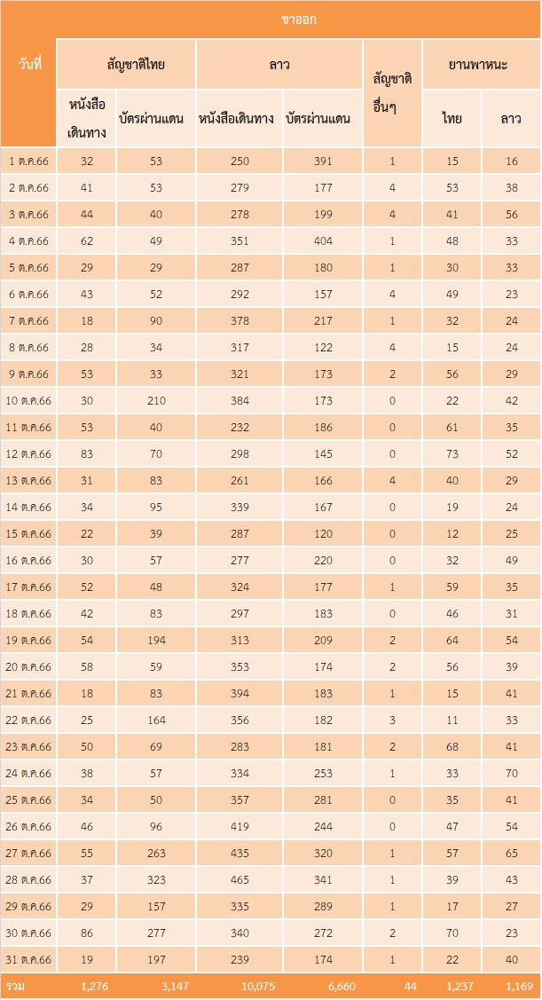 ขาออก
วันที่ สัญชาติไทย ลาว สัญชาติอื่นๆ ยานพาหนะ
หนังสือเดินทาง บัตรผ่านแดน หนังสือเดินทาง บัตรผ่านแดน ไทย ลาว
1 ต.ค.66 32 53 250 391 1 15 16
2 ต.ค.66 41 53 279 177 4 53 38
3 ต.ค.66 44 40 278 199 4 41 56
4 ต.ค.66 62 49 351 404 1 48 33
5 ต.ค.66 29 29 287 180 1 30 33
6 ต.ค.66 43 52 292 157 4 49 23
7 ต.ค.66 18 90 378 217 1 32 24
8 ต.ค.66 28 34 317 122 4 15 24
9 ต.ค.66 53 33 321 173 2 56 29
10 ต.ค.66 30 210 384 173 0 22 42
11 ต.ค.66 53 40 232 186 0 61 35
12 ต.ค.66 83 70 298 145 0 73 52
13 ต.ค.66 31 83 261 166 4 40 29
14 ต.ค.66 34 95 339 167 0 19 24
15 ต.ค.66 22 39 287 120 0 12 25
16 ต.ค.66 30 57 277 220 0 32 49
17 ต.ค.66 52 48 324 177 1 59 35
18 ต.ค.66 42 83 297 183 0 46 31
19 ต.ค.66 54 194 313 209 2 64 54
20 ต.ค.66 58 59 353 174 2 56 39
21 ต.ค.66 18 83 394 183 1 15 41
22 ต.ค.66 25 164 356 182 3 11 33
23 ต.ค.66 50 69 283 181 2 68 41
24 ต.ค.66 38 57 334 253 1 33 70
25 ต.ค.66 34 50 357 281 0 35 41
26 ต.ค.66 46 96 419 244 0 47 54
27 ต.ค.66 55 263 435 320 1 57 65
28 ต.ค.66 37 323 465 341 1 39 43
29 ต.ค.66 29 157 335 289 1 17 27
30 ต.ค.66 86 277 340 272 2 70 23
31 ต.ค.66 19 197 239 174 1 22 40
รวม 1,276 3,147 10,075 6,660 44 1,237 1,169